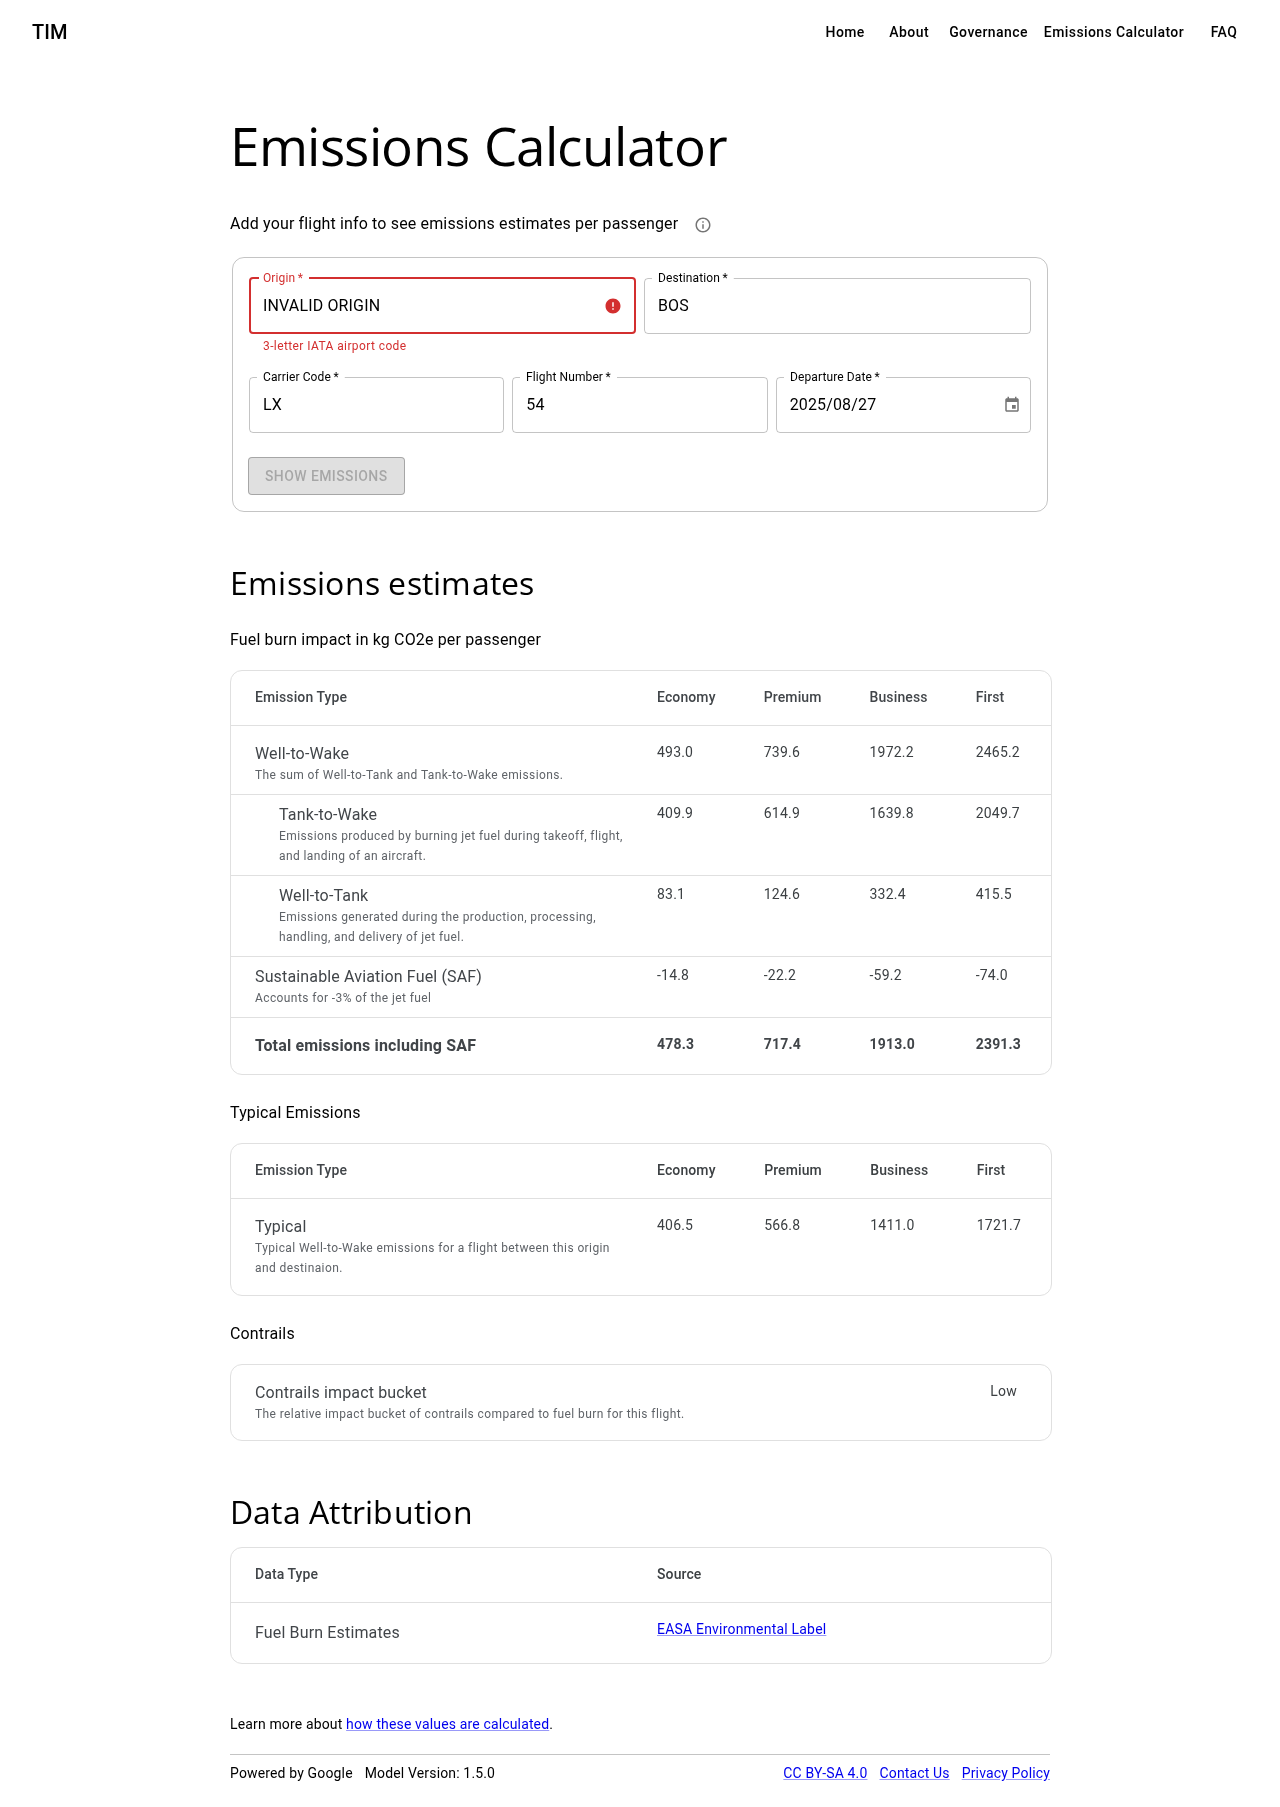 TIM
Home About Governance Emissions Calculator FAQ
Emissions Calculator
Add your flight info to see emissions estimates per passenger
Origin *
INVALID ORIGIN
3-letter IATA airport code
Destination *
BOS
Carrier Code *
LX
Flight Number *
54
Departure Date *
2025/08/27
SHOW EMISSIONS
Emissions estimates
Fuel burn impact in kg CO2e per passenger
Emission Type Economy Premium Business First
Well-to-Wake 493.0 739.6 1972.2 2465.2
The sum of Well-to-Tank and Tank-to-Wake emissions.
Tank-to-Wake 409.9 614.9 1639.8 2049.7
Emissions produced by burning jet fuel during takeoff, flight,
and landing of an aircraft.
Well-to-Tank 83.1 124.6 332.4 415.5
Emissions generated during the production, processing,
handling, and delivery of jet fuel.
Sustainable Aviation Fuel (SAF) -14.8 -22.2 -59.2 -74.0
Accounts for -3% of the jet fuel
Total emissions including SAF 478.3 717.4 1913.0 2391.3
Typical Emissions
Emission Type Economy Premium Business First
Typical 406.5 566.8 1411.0 1721.7
Typical Well-to-Wake emissions for a flight between this origin
and destinaion.
Contrails
Contrails impact bucket Low
The relative impact bucket of contrails compared to fuel burn for this flight.
Data Attribution
Data Type Source
Fuel Burn Estimates EASA Environmental Label
Learn more about how these values are calculated.
Powered by Google Model Version: 1.5.0 CC BY-SA 4.0 Contact Us Privacy Policy